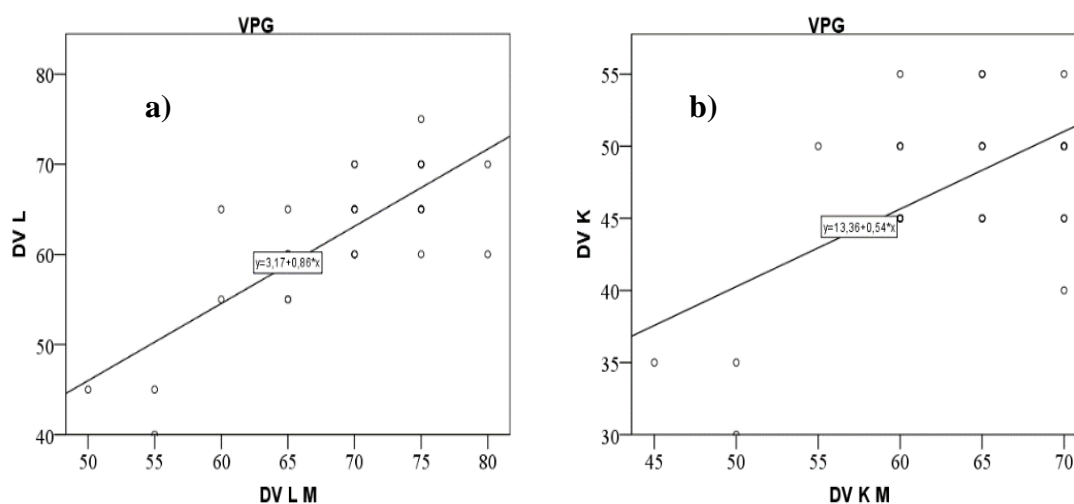 VPG
a)
80
70
60
50
40
DV L
y=3,17+0,86*x
50 55 60 65 70 75 80
DV L M
VPG
b)
55
50
45
40
35
30
DV K
y=13,36+0,54*x
45 50 55 60 65 70
DV K M